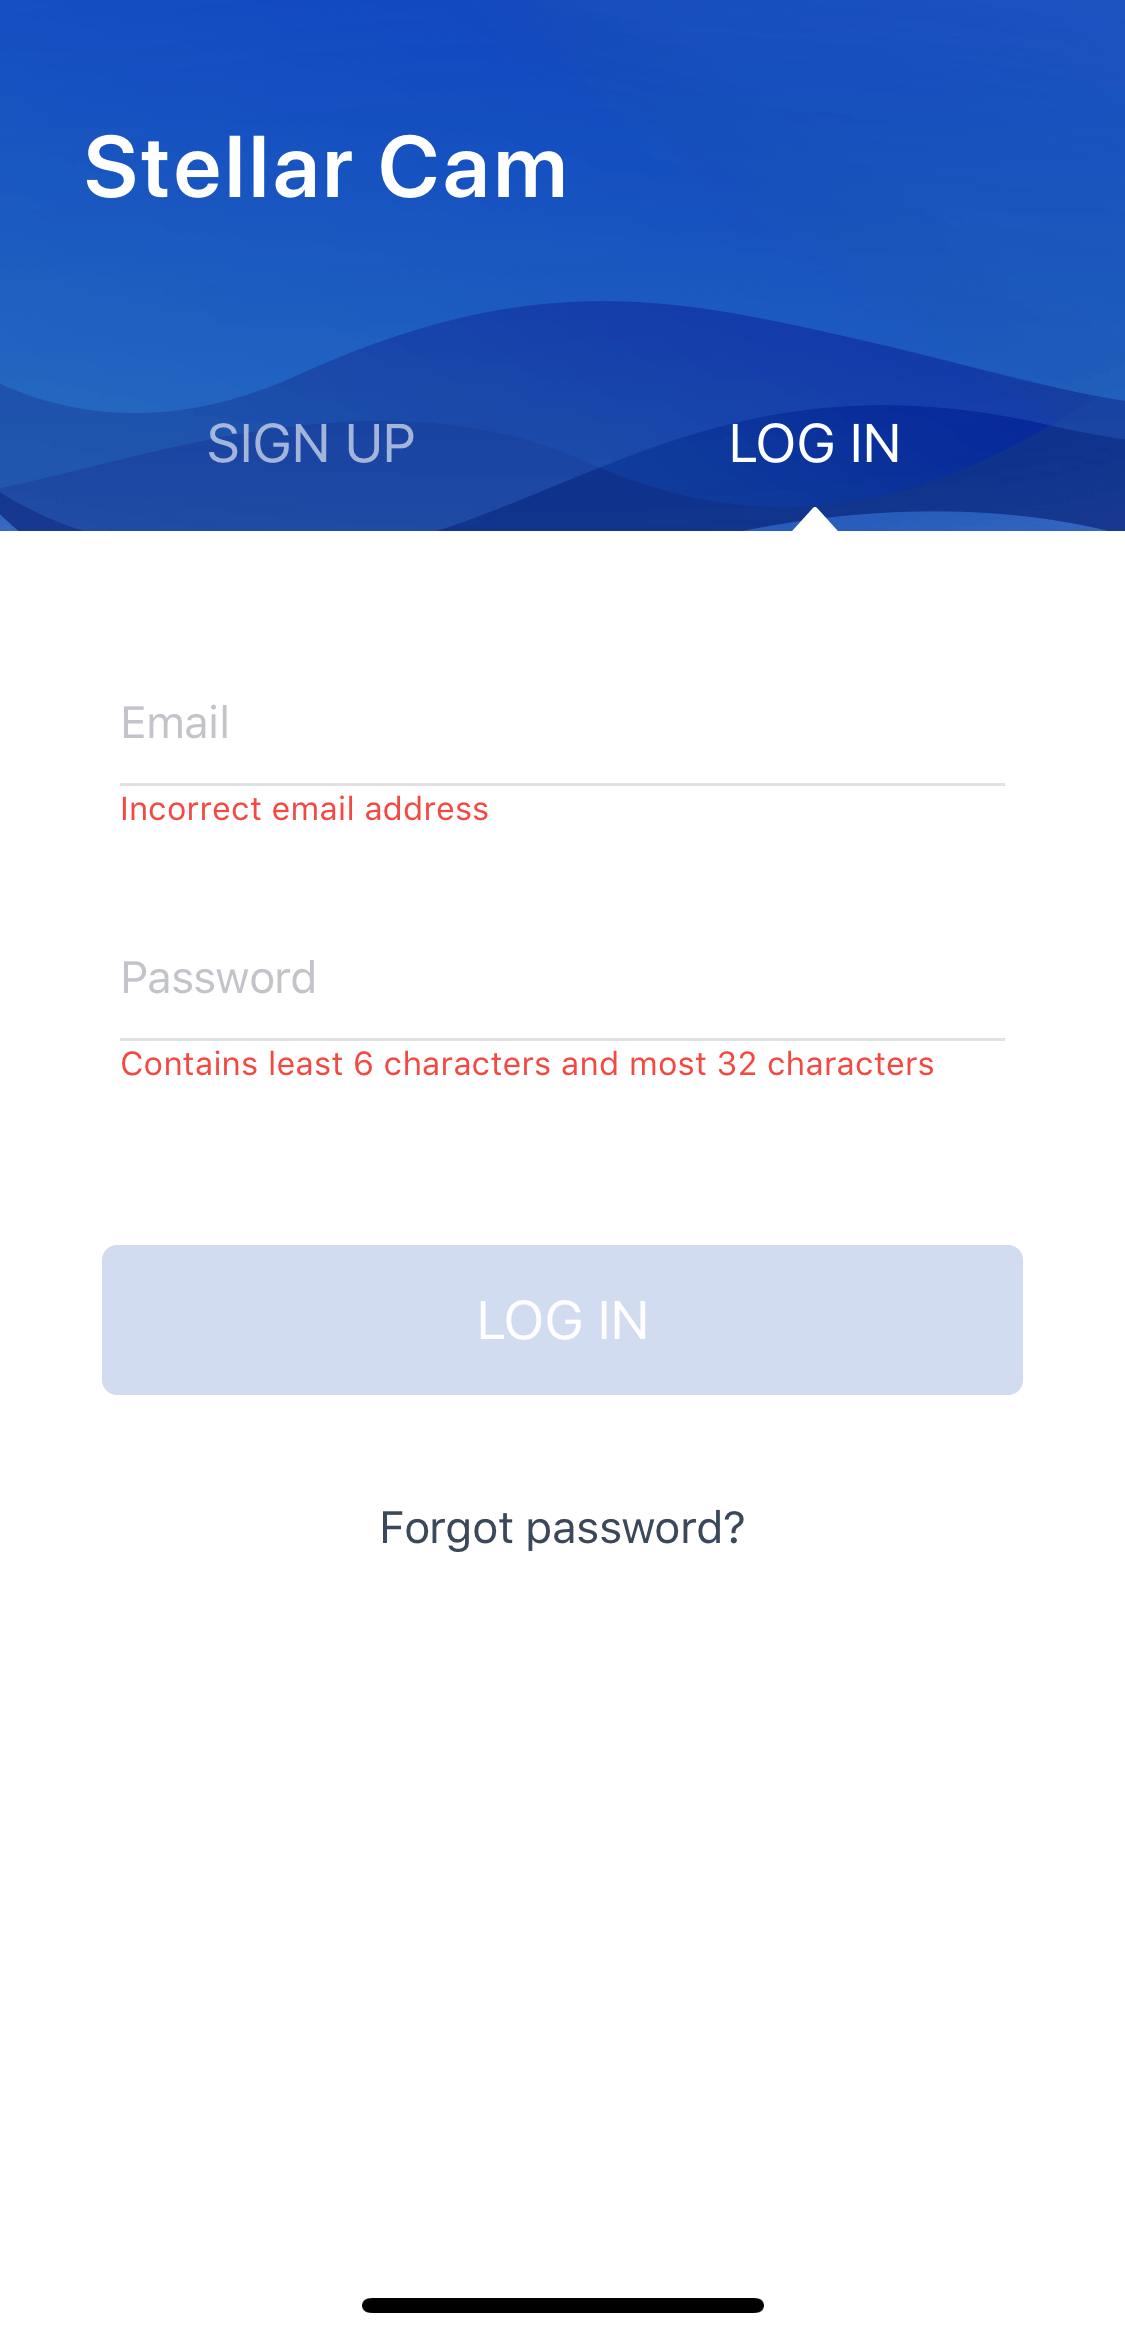 Stellar Cam
SIGN UP
LOG IN
Email
Incorrect email address
Password
Contains least 6 characters and most 32 characters
LOG IN
Forgot password?